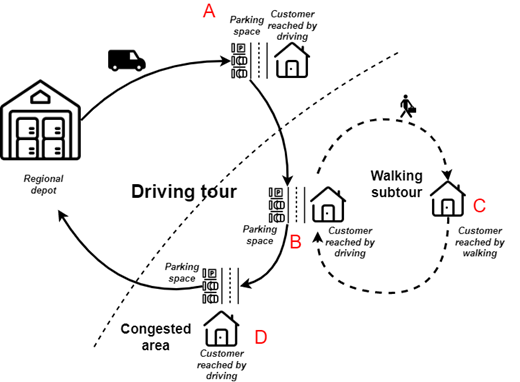 A
Parking
space
Customer
reached by
driving
P
Regional
depot
Driving tour
Walking
subtour
P
C
Parking
space
B
Customer
reached by
driving
Customer
reached by
walking
Parking
space
P
Congested
area
D
Customer
reached by
driving